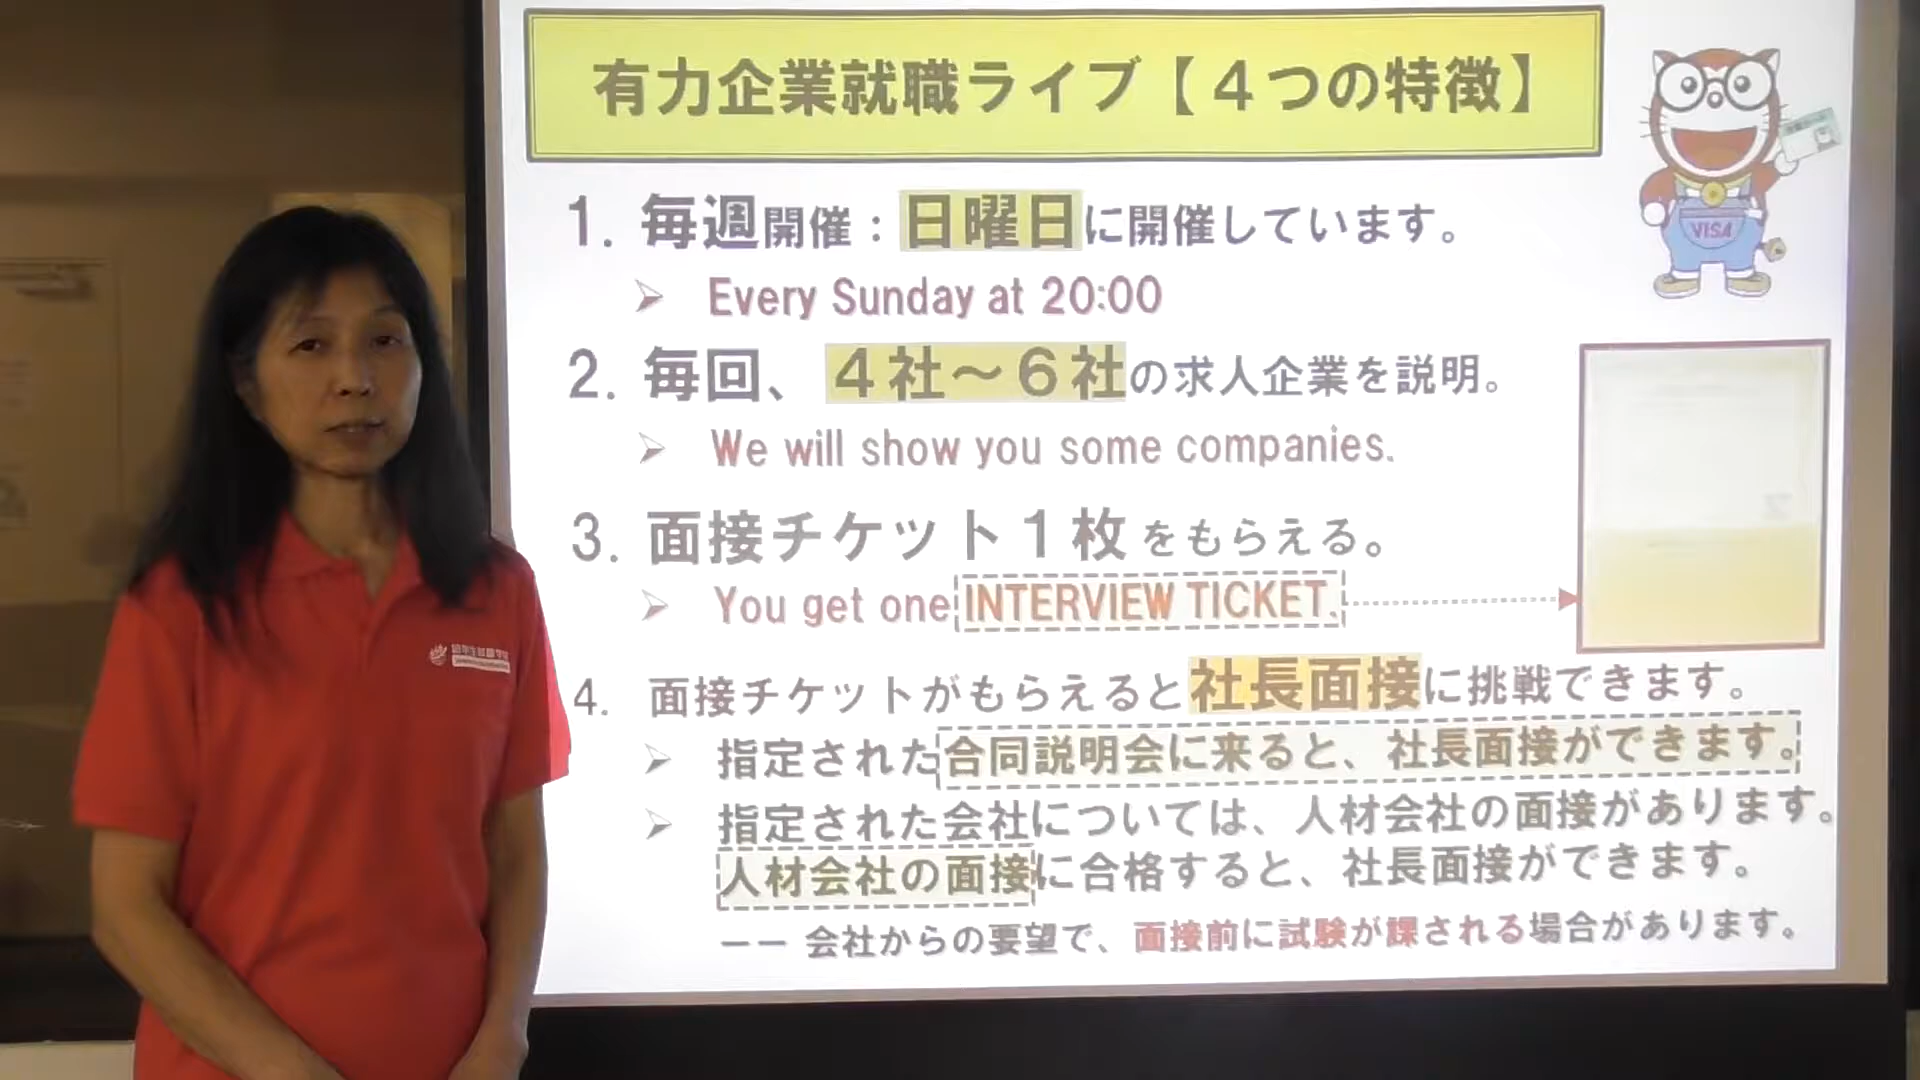 有力企業就職ライブ【４つの特徴】
VISA
1. 毎週開催：日曜日に開催しています。
➢ Every Sunday at 20:00
2. 毎回、４社～６社の求人企業を説明。
➢ We will show you some companies.
3. 面接チケット１枚をもらえる。
➢ You get one INTERVIEW TICKET.
4. 面接チケットがもらえると社長面接に挑戦できます。
➢ 指定された合同説明会に来ると、社長面接ができます。
➢ 指定された会社については、人材会社の面接があります。
人材会社の面接に合格すると、社長面接ができます。
ーー 会社からの要望で、面接前に試験が課される場合があります。